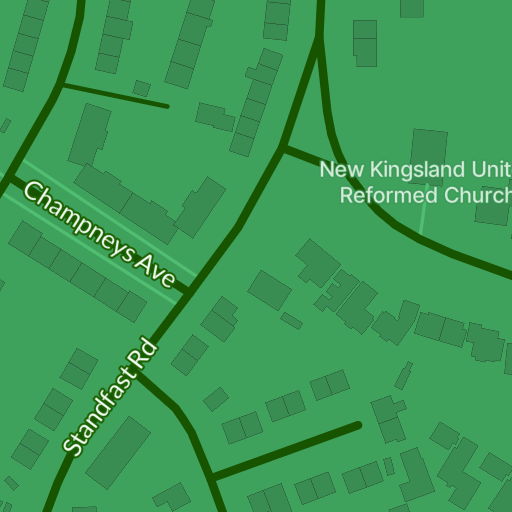 New Kingsland Unit
Reformed Church
Champneys Ave
Standfast Rd